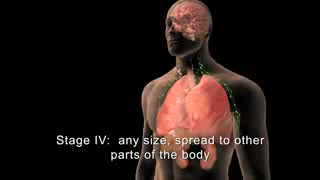 Stage IV:  any size, spread to other
parts of the body